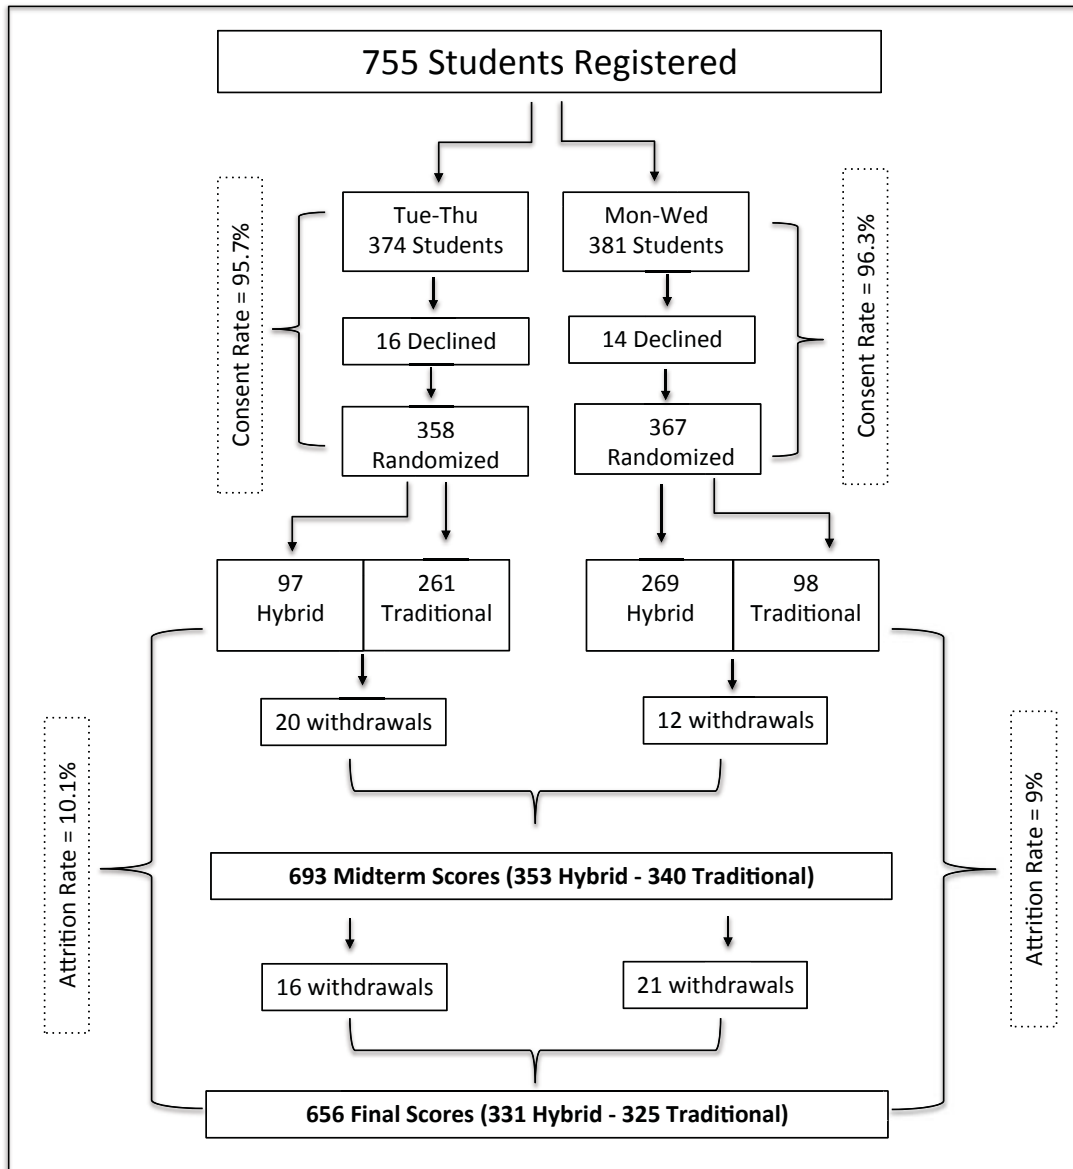 755 Students Registered
Consent Rate = 95.7%
Tue-Thu
374 Students
Mon-Wed
381 Students
Consent Rate = 96.3%
16 Declined
14 Declined
358
Randomized
367
Randomized
97
Hybrid
261
Traditional
269
Hybrid
98
Traditional
20 withdrawals
12 withdrawals
Attrition Rate = 10.1%
Attrition Rate = 9%
693 Midterm Scores (353 Hybrid - 340 Traditional)
16 withdrawals
21 withdrawals
656 Final Scores (331 Hybrid - 325 Traditional)